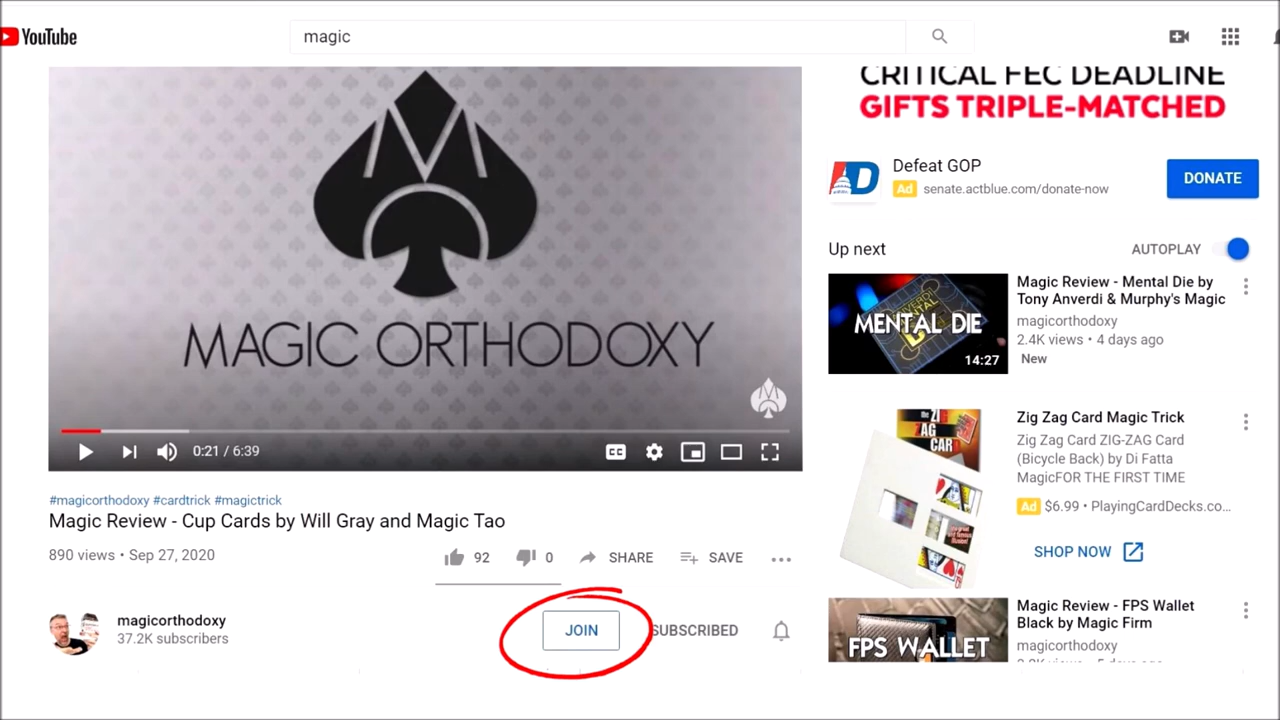 YouTube
magic
MAGIC ORTHODOXY
0:21 / 6:39
CC
#magicorthodoxy #cardtrick #magictrick
Magic Review - Cup Cards by Will Gray and Magic Tao
890 views • Sep 27, 2020
92
0
SHARE
SAVE
magicorthodoxy
37.2K subscribers
JOIN
SUBSCRIBED
CRITICAL FEC DEADLINE
GIFTS TRIPLE-MATCHED
Defeat GOP
Ad senate.actblue.com/donate-now
DONATE
Up next
AUTOPLAY
MENTAL DIE
14:27
Magic Review - Mental Die by
Tony Anverdi & Murphy's Magic
magicorthodoxy
2.4K views • 4 days ago
New
THE ZIG
ZAG
CARD
Zig Zag Card Magic Trick
Zig Zag Card ZIG-ZAG Card
(Bicycle Back) by Di Fatta
MagicFOR THE FIRST TIME
Ad $6.99 • PlayingCardDecks.co...
SHOP NOW
FPS WALLET
Magic Review - FPS Wallet
Black by Magic Firm
magicorthodoxy